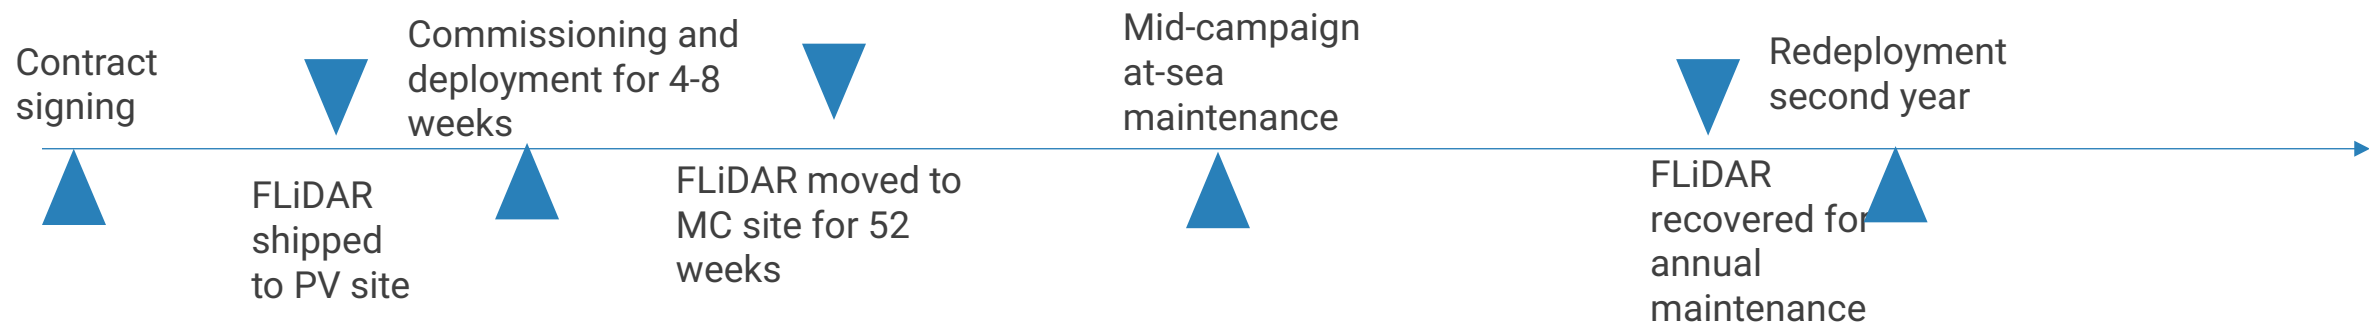 Contract
signing
FLiDAR
shipped
to PV site
Commissioning and
deployment for 4-8
weeks
FLiDAR moved to
MC site for 52
weeks
Mid-campaign
at-sea
maintenance
FLiDAR
recovered for
annual
maintenance
Redeployment
second year